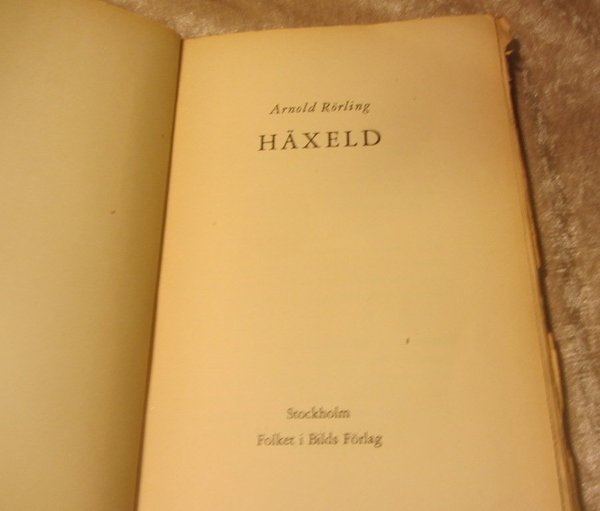 Arnold Rörling
HÄXELD
Stockholm
Folket i Bilds Förlag